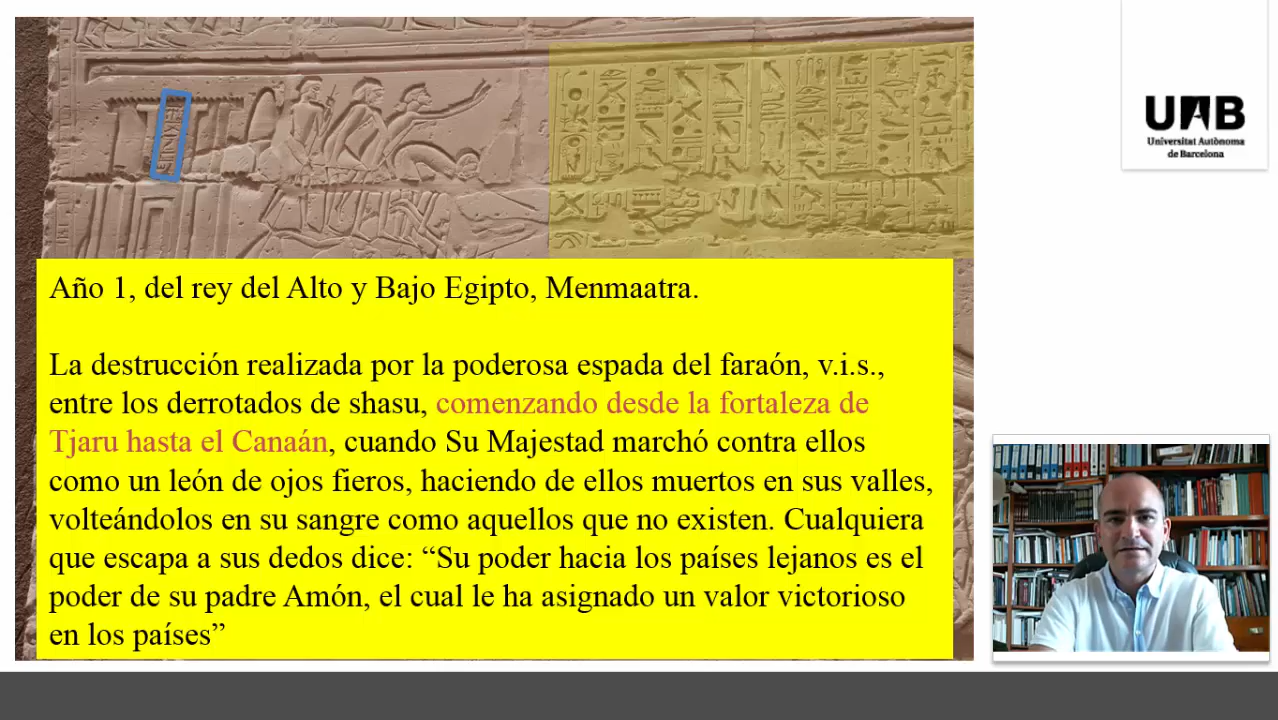 Año 1, del rey del Alto y Bajo Egipto, Menmaatra.
La destrucción realizada por la poderosa espada del faraón, v.i.s.,
entre los derrotados de shasu, comenzando desde la fortaleza de
Tjaru hasta el Canaán, cuando Su Majestad marchó contra ellos
como un león de ojos fieros, haciendo de ellos muertos en sus valles,
volteándolos en su sangre como aquellos que no existen. Cualquiera
que escapa a sus dedos dice: “Su poder hacia los países lejanos es el
poder de su padre Amón, el cual le ha asignado un valor victorioso
en los países”
UAB
Universitat Autònoma
de Barcelona